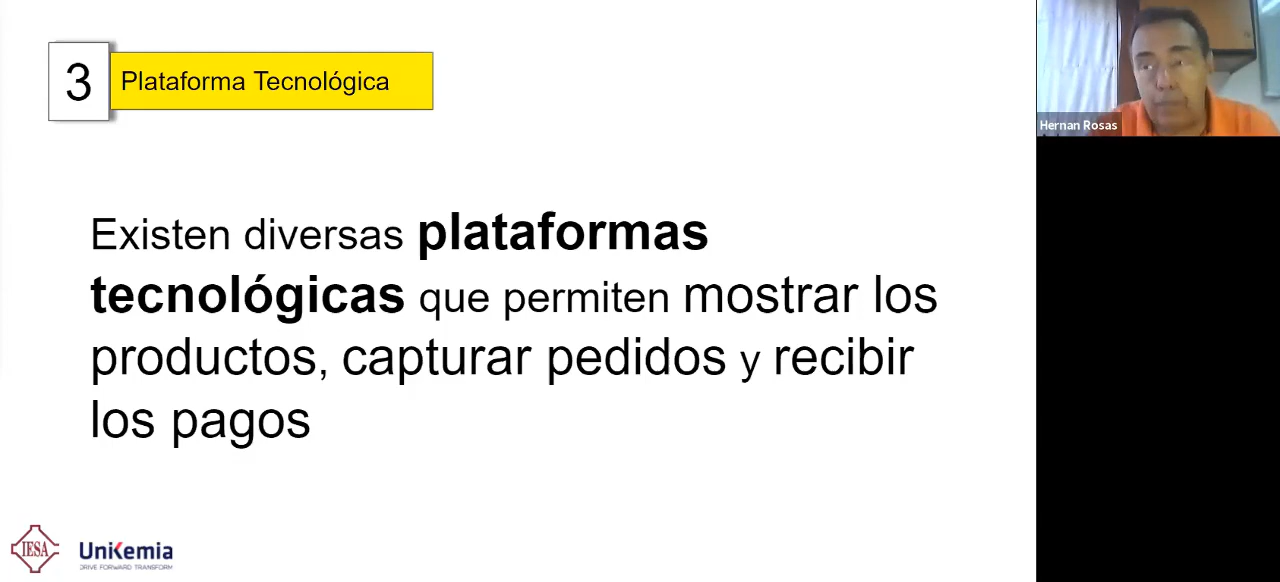 3
Plataforma Tecnológica
Hernan Rosas
Existen diversas plataformas
tecnológicas que permiten mostrar los
productos, capturar pedidos y recibir
los pagos
IESA
UniKemia
DRIVE FORWARD TRANSFORM